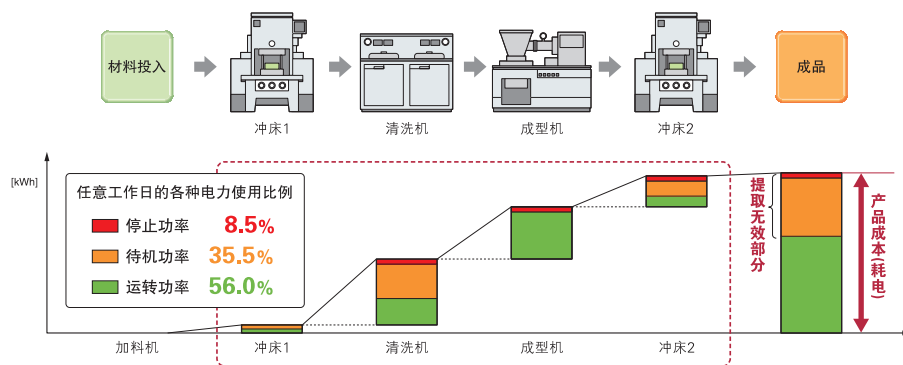 材料投入
成品
冲床1
清洗机
成型机
冲床2
[kWh]
任意工作日的各种电力使用比例
停止功率 8.5%
待机功率 35.5%
运转功率 56.0%
提取无效部分
产品成本(耗电)
加料机
冲床1
清洗机
成型机
冲床2